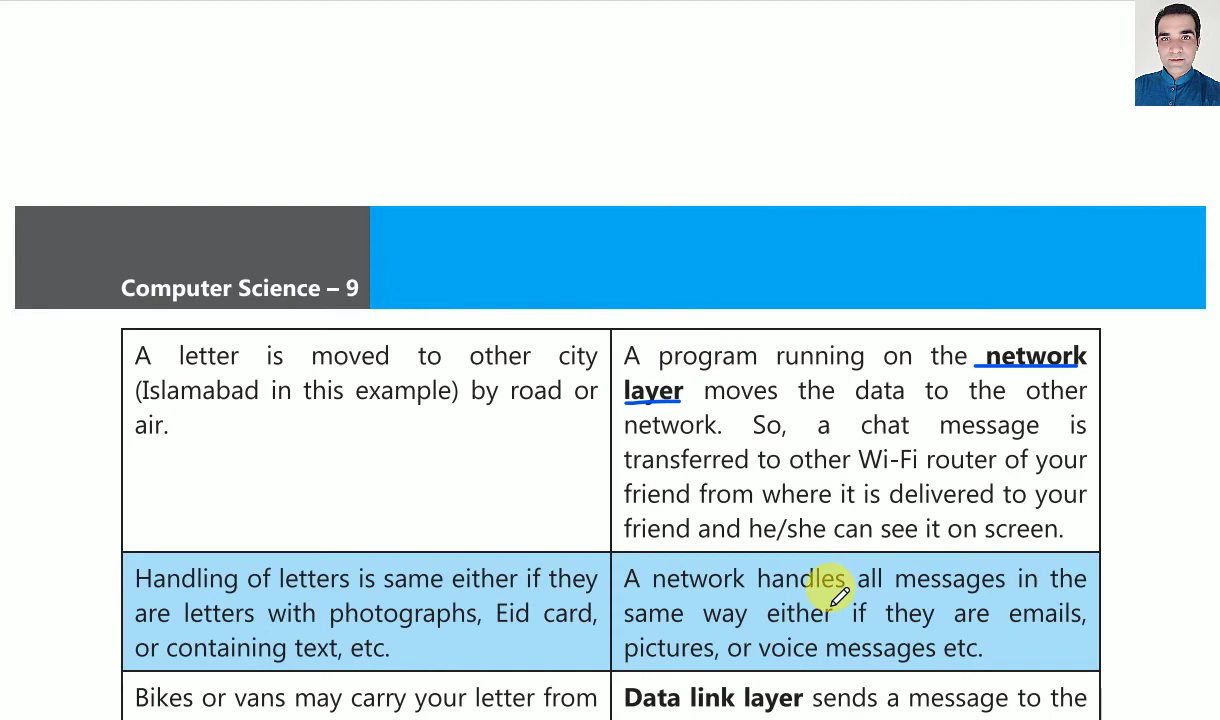 Computer Science – 9
A letter is moved to other city
(Islamabad in this example) by road or
air.
A program running on the network
layer moves the data to the other
network. So, a chat message is
transferred to other Wi-Fi router of your
friend from where it is delivered to your
friend and he/she can see it on screen.
Handling of letters is same either if they
are letters with photographs, Eid card,
or containing text, etc.
A network handles all messages in the
same way either if they are emails,
pictures, or voice messages etc.
Bikes or vans may carry your letter from
Data link layer sends a message to the